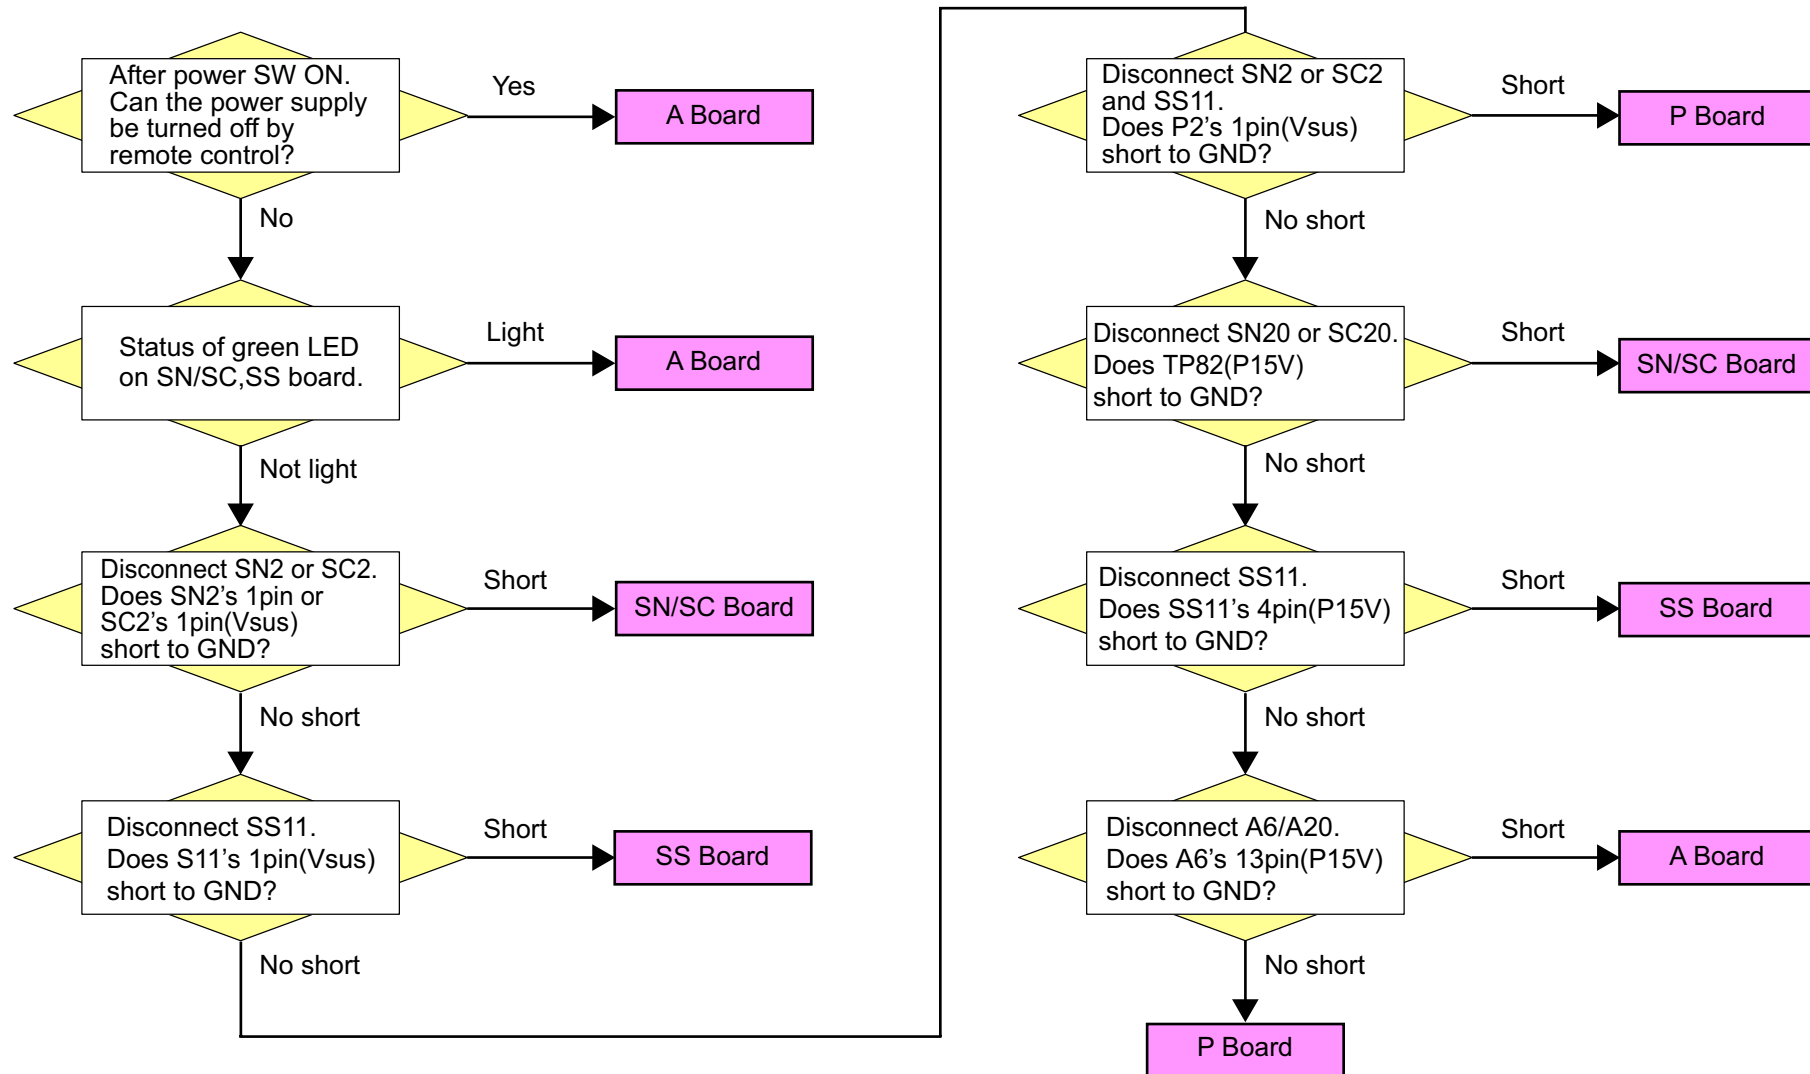 After power SW ON.
Can the power supply
be turned off by
remote control?
Yes
A Board
No
Status of green LED
on SN/SC,SS board.
Light
A Board
Not light
Disconnect SN2 or SC2.
Does SN2’s 1pin or
SC2’s 1pin(Vsus)
short to GND?
Short
SN/SC Board
No short
Disconnect SS11.
Does S11’s 1pin(Vsus)
short to GND?
Short
SS Board
No short
Disconnect SN2 or SC2
and SS11.
Does P2’s 1pin(Vsus)
short to GND?
Short
P Board
No short
Disconnect SN20 or SC20.
Does TP82(P15V)
short to GND?
Short
SN/SC Board
No short
Disconnect SS11.
Does SS11’s 4pin(P15V)
short to GND?
Short
SS Board
No short
Disconnect A6/A20.
Does A6’s 13pin(P15V)
short to GND?
Short
A Board
No short
P Board